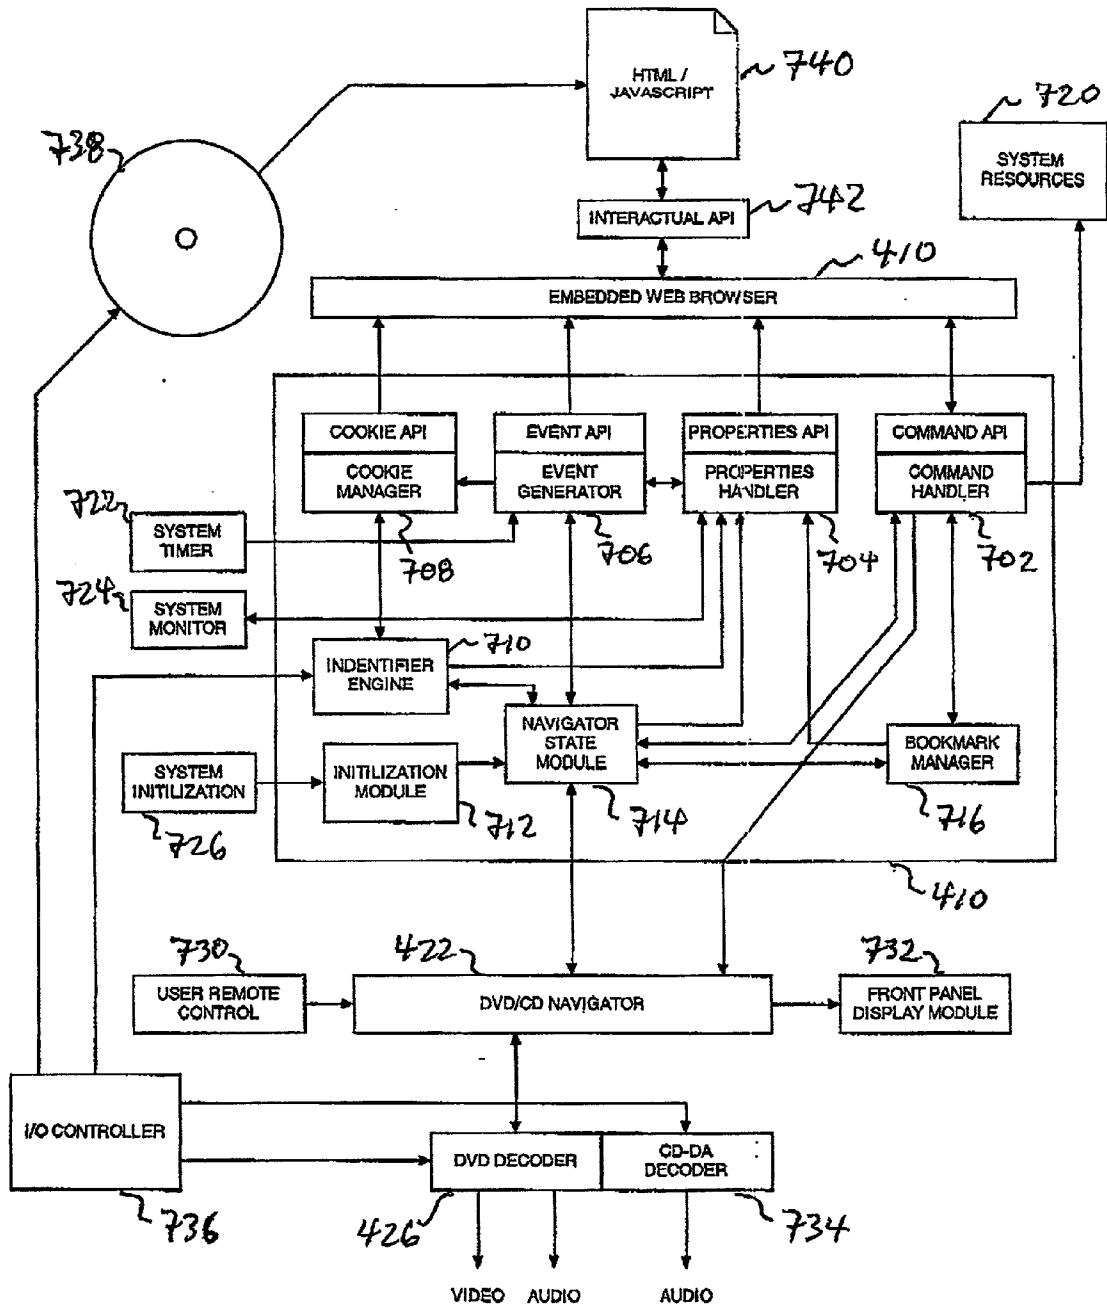 HTML /
JAVASCRIPT
740
720
SYSTEM
RESOURCES
738
INTERACTUAL API
742
410
EMBEDDED WEB BROWSER
COOKIE API
EVENT API
PROPERTIES API
COMMAND API
COOKIE
MANAGER
EVENT
GENERATOR
PROPERTIES
HANDLER
COMMAND
HANDLER
722
SYSTEM
TIMER
708
706
704
702
724
SYSTEM
MONITOR
710
INDENTIFIER
ENGINE
NAVIGATOR
STATE
MODULE
BOOKMARK
MANAGER
SYSTEM
INITILIZATION
INITILIZATION
MODULE
726
712
714
716
410
730
422
732
USER REMOTE
CONTROL
DVD/CD NAVIGATOR
FRONT PANEL
DISPLAY MODULE
I/O CONTROLLER
DVD DECODER
CD-DA
DECODER
736
426
734
VIDEO
AUDIO
AUDIO